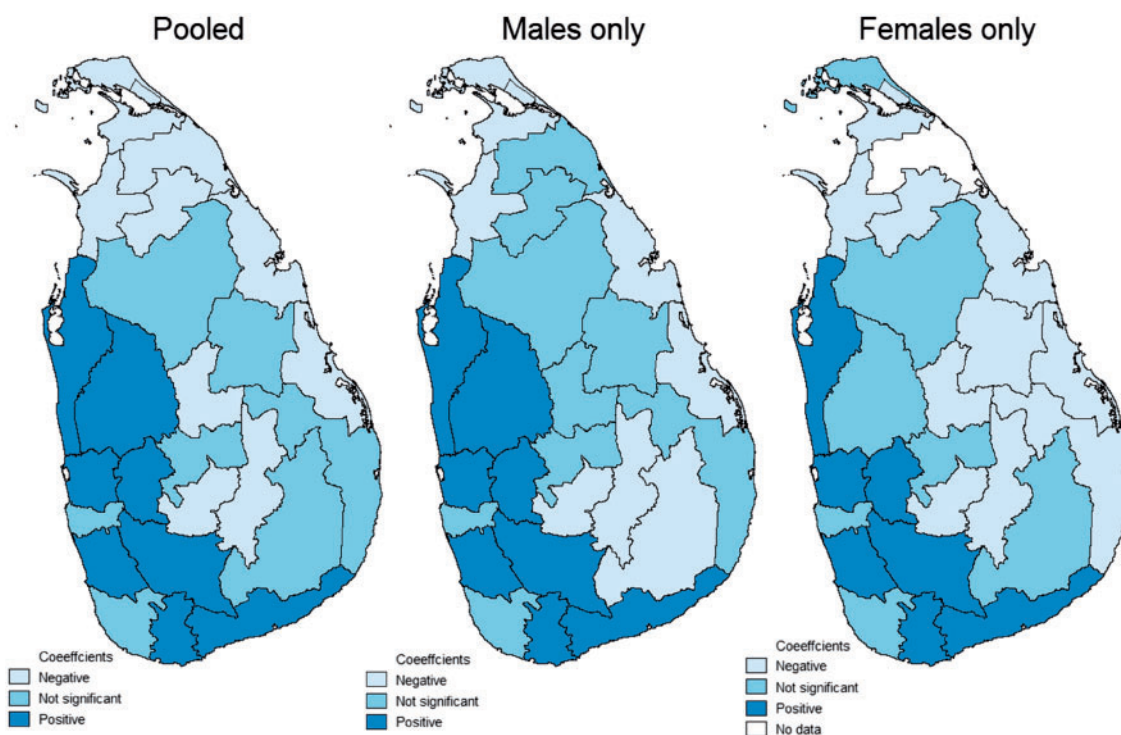 Pooled
Males only
Females only
Coeeffcients
Negative
Not significant
Positive
Coeeffcients
Negative
Not significant
Positive
Coeeffcients
Negative
Not significant
Positive
No data